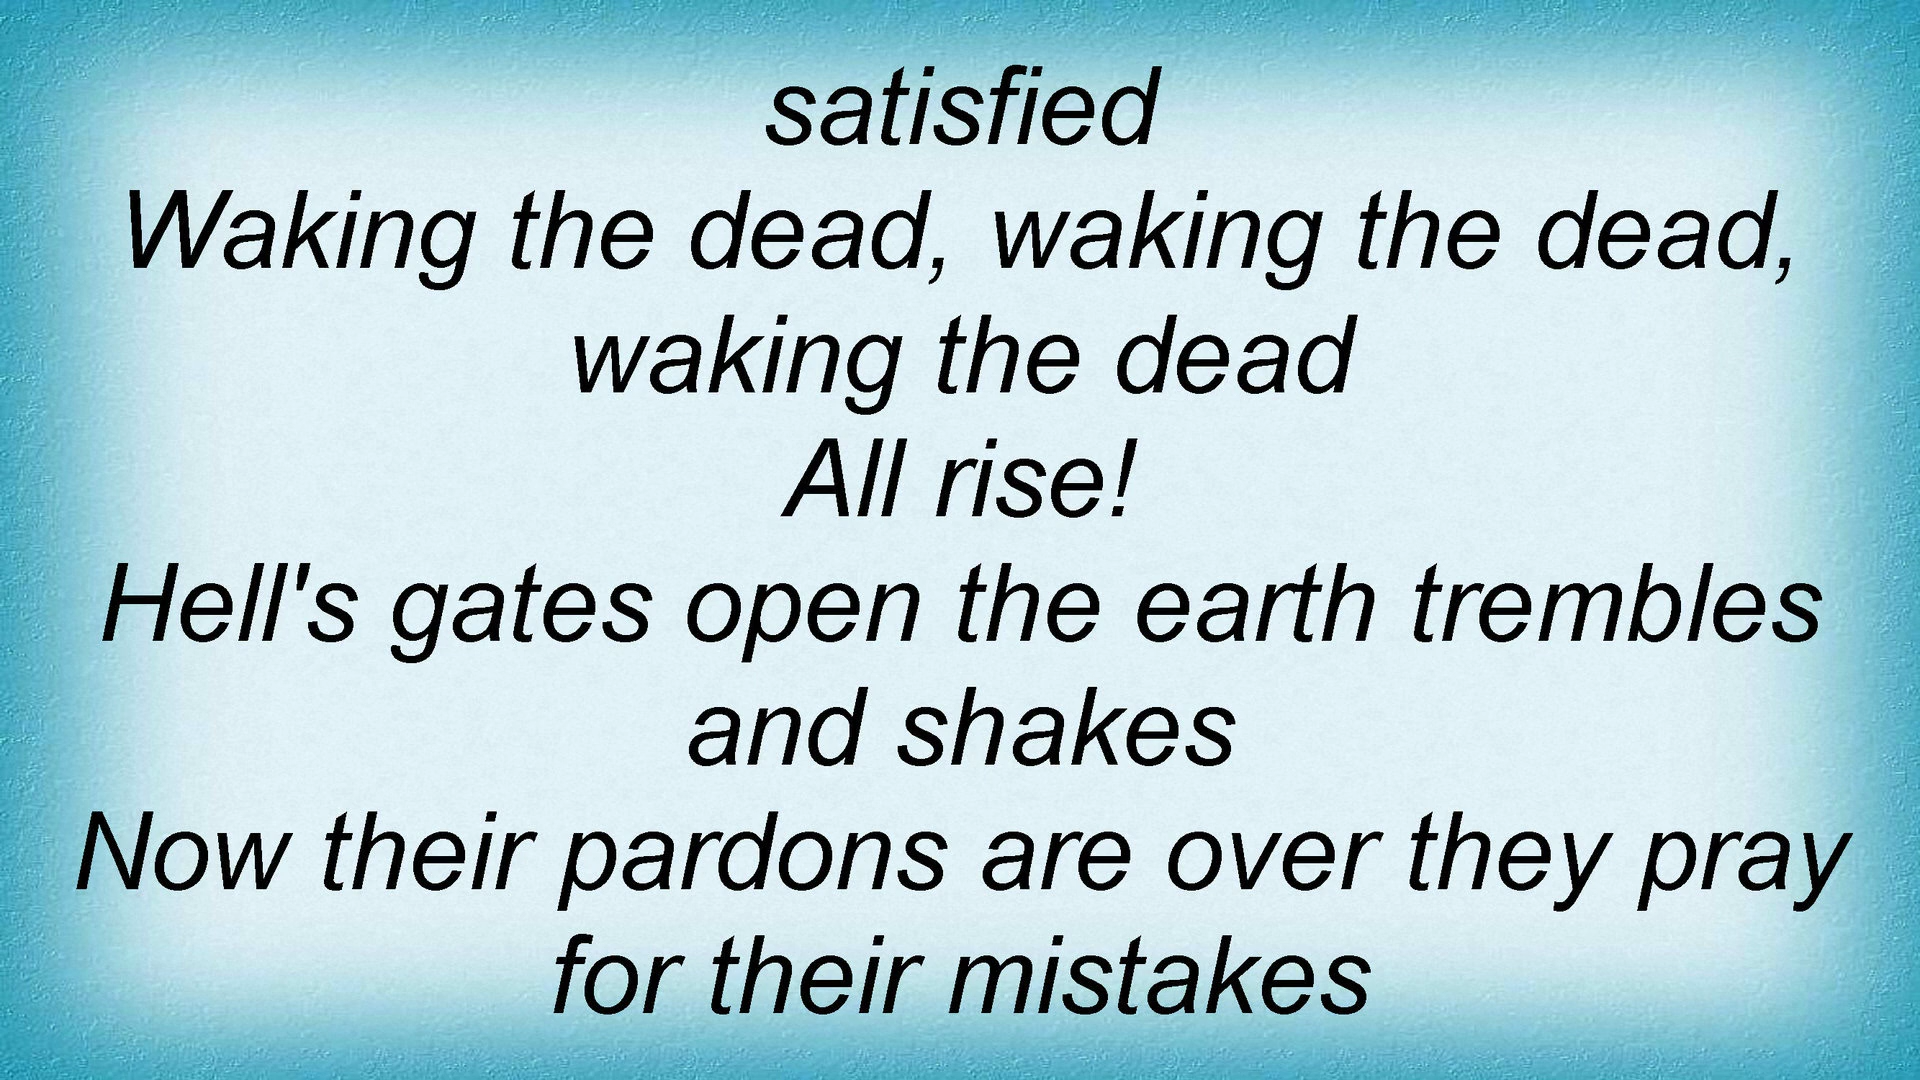 satisfied
Waking the dead, waking the dead,
waking the dead
All rise!
Hell's gates open the earth trembles
and shakes
Now their pardons are over they pray
for their mistakes